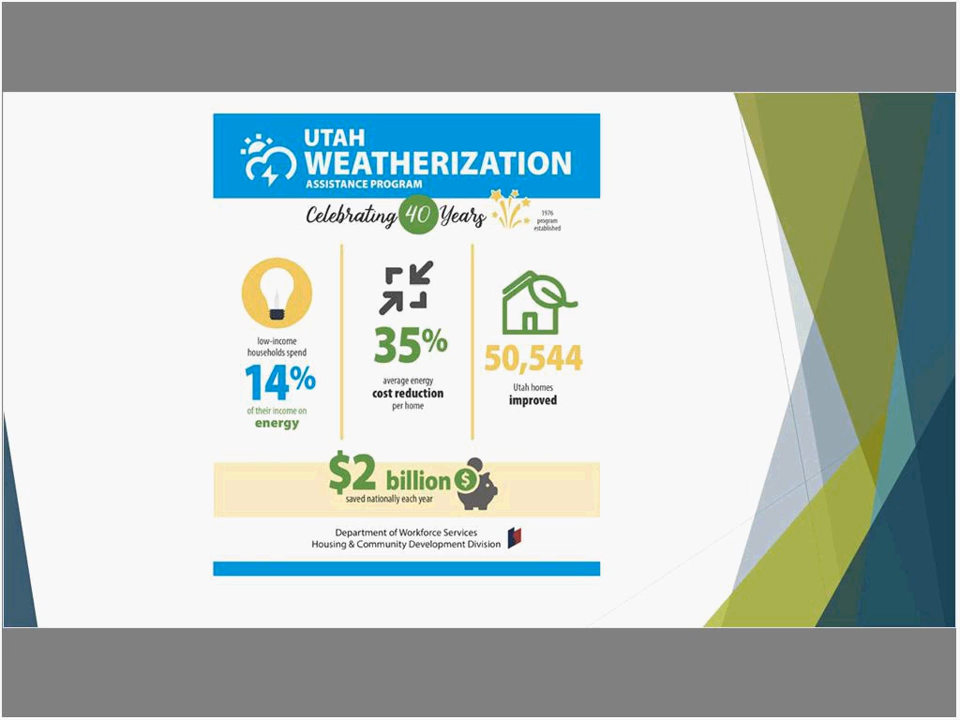 UTAH
WEATHERIZATION
ASSISTANCE PROGRAM
Celebrating 40 Years
1976
program
established
low-income
households spend
14%
of their income on
energy
35%
average energy
cost reduction
per home
50,544
Utah homes
improved
$2 billion $
saved nationally each year
Department of Workforce Services
Housing & Community Development Division